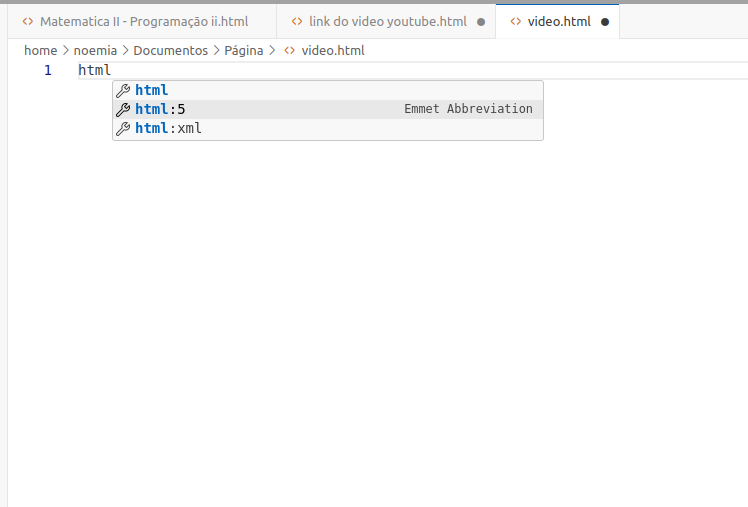 Matematica II - Programação ii.html link do video youtube.html video.html
home noemia Documentos Página video.html
1 html
html
html:5 Emmet Abbreviation
html:xml